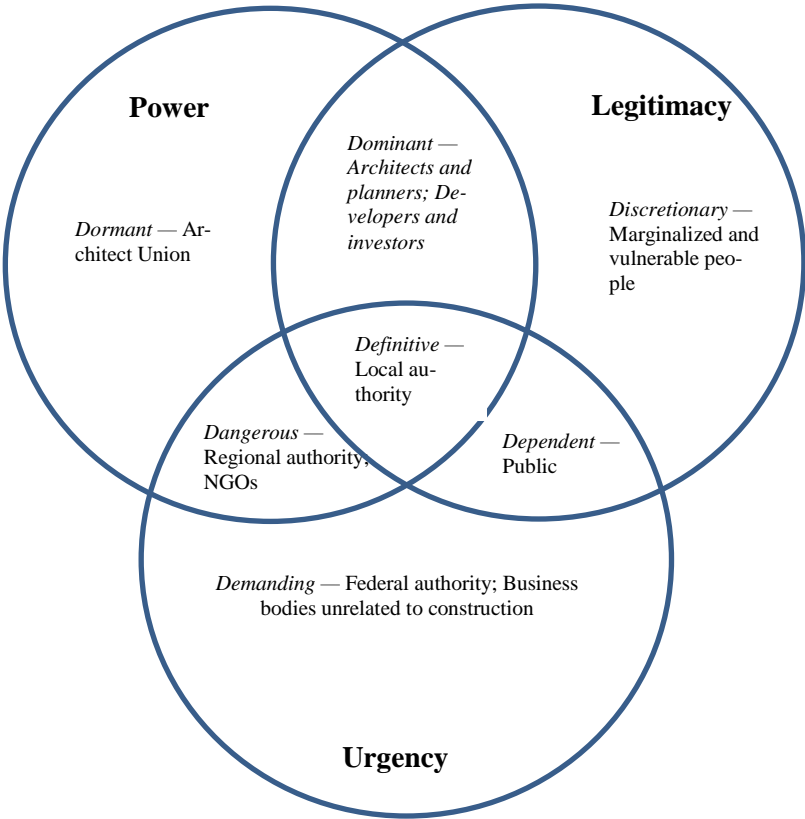 Power
Legitimacy
Dominant —
Architects and
planners; De-
velopers and
investors
Dormant — Ar-
chitect Union
Discretionary —
Marginalized and
vulnerable peo-
ple
Definitive —
Local au-
thority
Dangerous —
Regional authority;
NGOs
Dependent —
Public
Demanding — Federal authority; Business
bodies unrelated to construction
Urgency